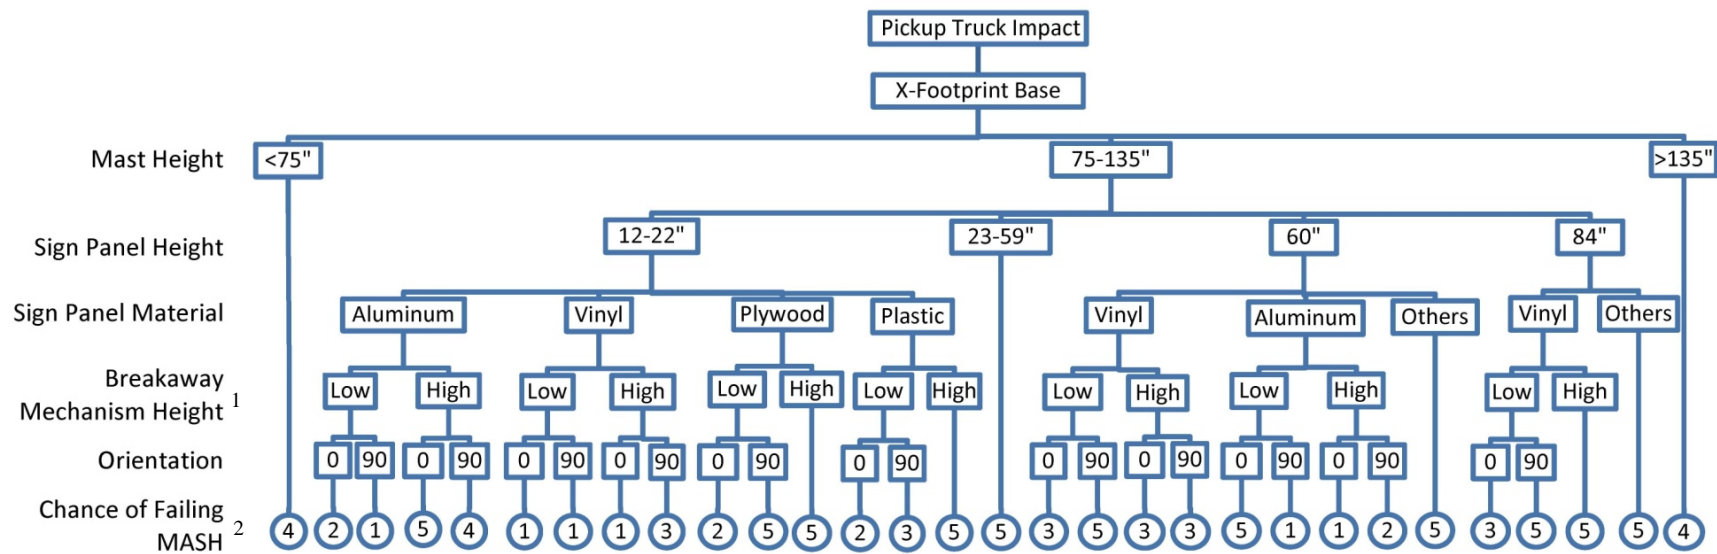 Pickup Truck Impact
X-Footprint Base
Mast Height <75" 75-135" >135"
Sign Panel Height 12-22" 23-59" 60" 84"
Sign Panel Material Aluminum Vinyl Plywood Plastic Vinyl Aluminum Others Vinyl Others
Breakaway
Mechanism Height 1 Low High Low High Low High Low High Low High Low High Low High
Orientation 0 90 0 90 0 90 0 90 0 90 0 90 0 90 0 90 0 90 0 90 0 90
Chance of Failing
MASH 2 4 2 1 5 4 1 1 1 3 2 5 5 2 3 5 5 3 5 3 3 5 1 1 2 5 3 5 5 5 4